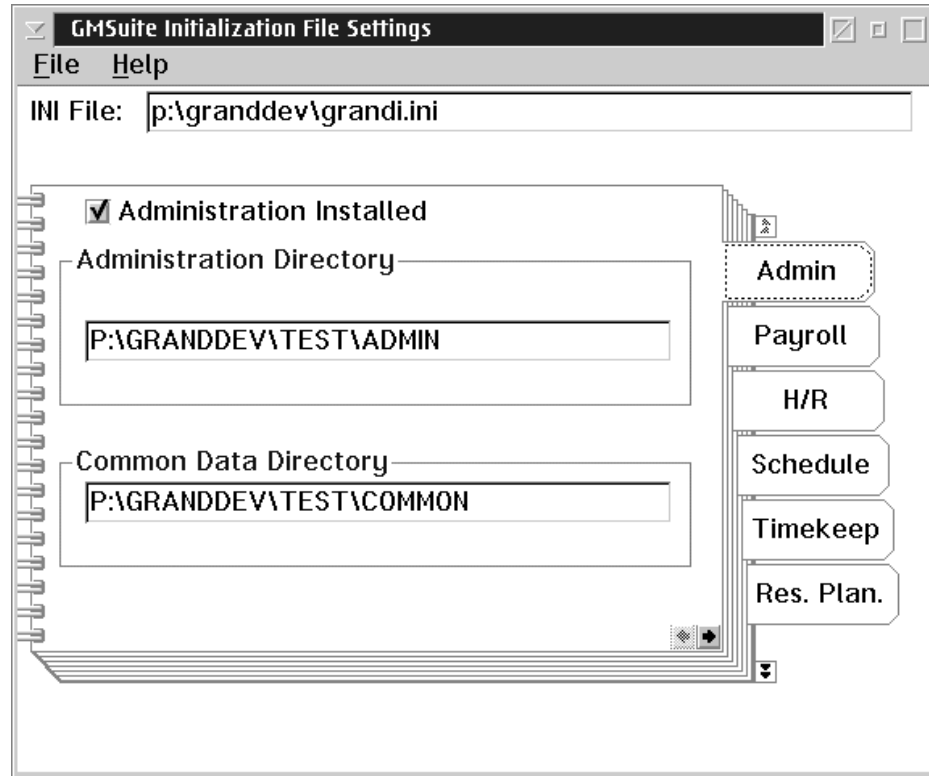 GMSuite Initialization File Settings
File Help
INI File: p:\granddev\grandi.ini
Administration Installed
Administration Directory
Admin
P:\GRANDDEV\TEST\ADMIN
Payroll
H/R
Common Data Directory
Schedule
P:\GRANDDEV\TEST\COMMON
Timekeep
Res. Plan.